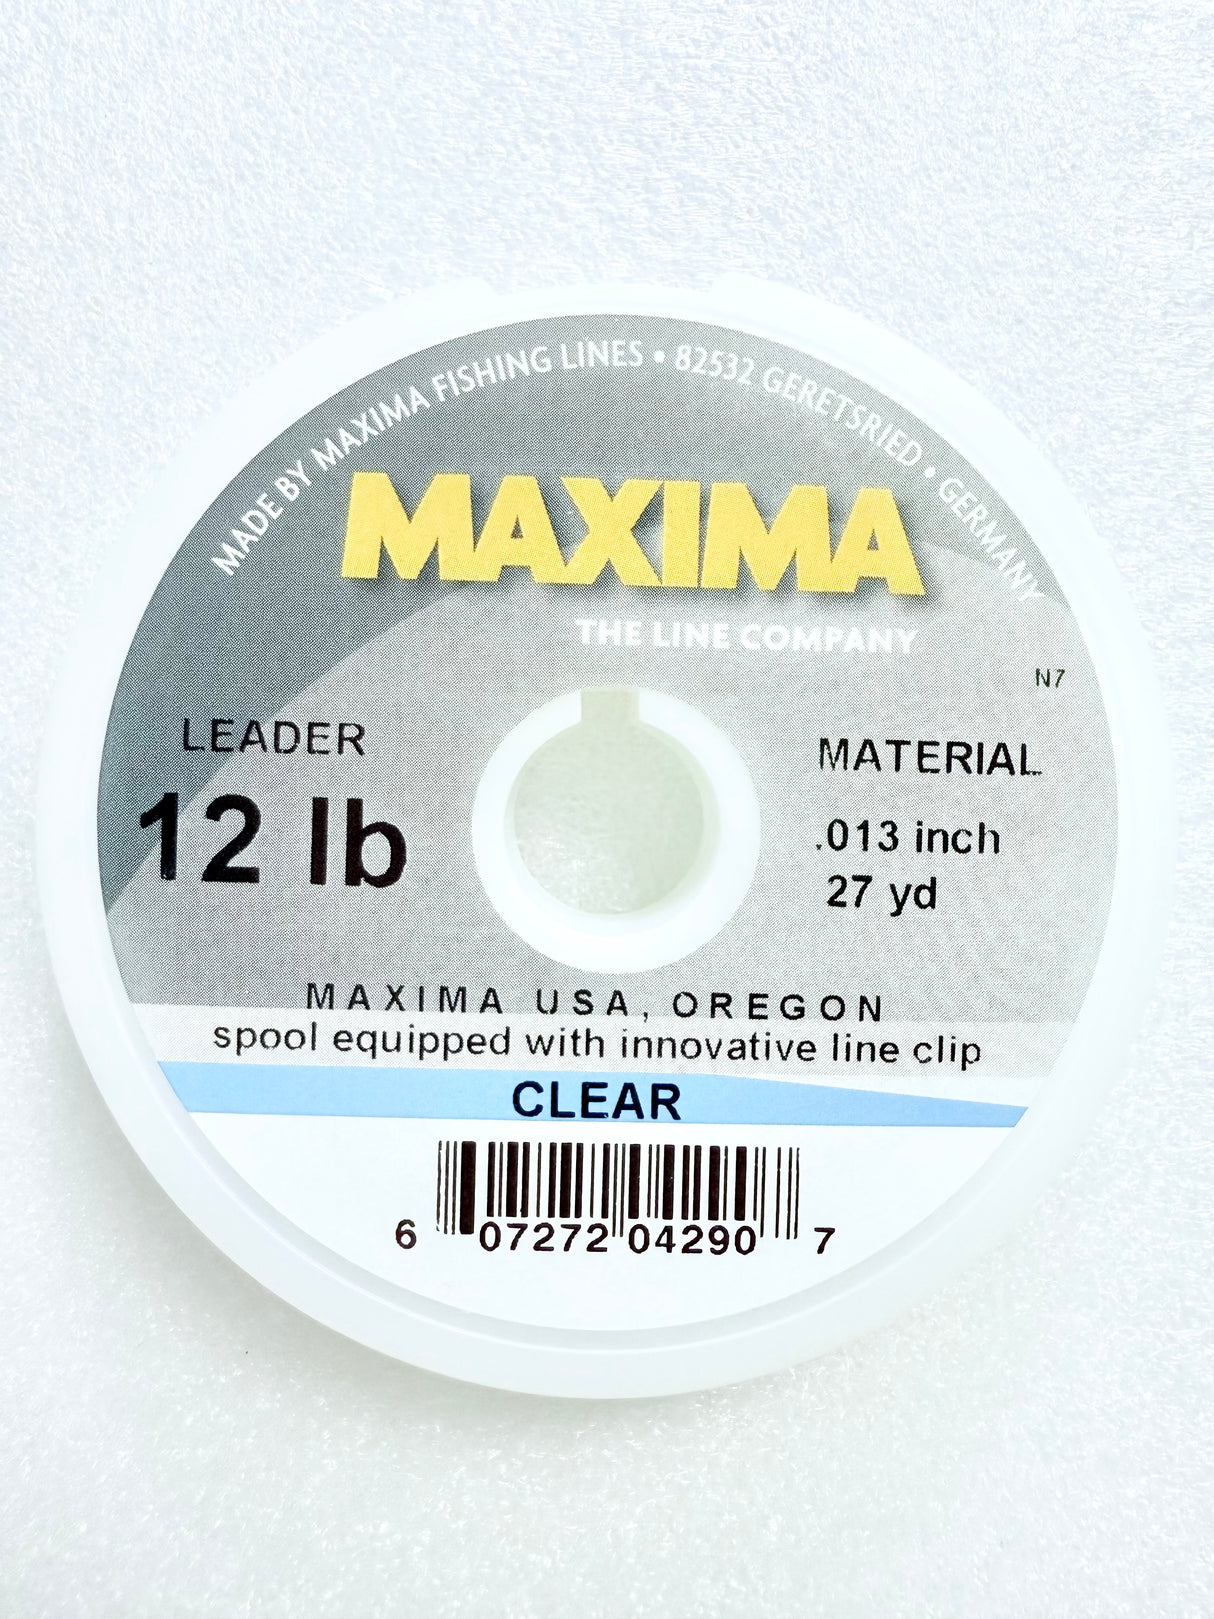 MADE BY MAXIMA FISHING LINES • 82532 GERETSRIED • GERMANY
MAXIMA
THE LINE COMPANY
N7
LEADER
12 lb
MATERIAL
.013 inch
27 yd
MAXIMA USA, OREGON
spool equipped with innovative line clip
CLEAR
6 07272 04290 7